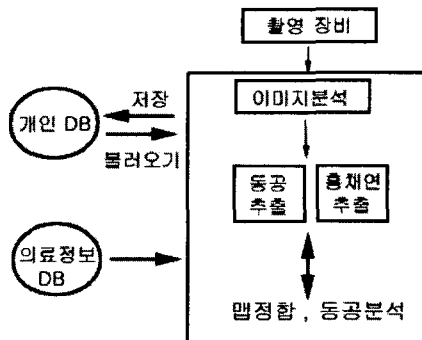 촬영 장비
저장
이미지분석
개인 DB
불러오기
동공
추출
홍채연
추출
의료정보
DB
맵정합 , 동공분석